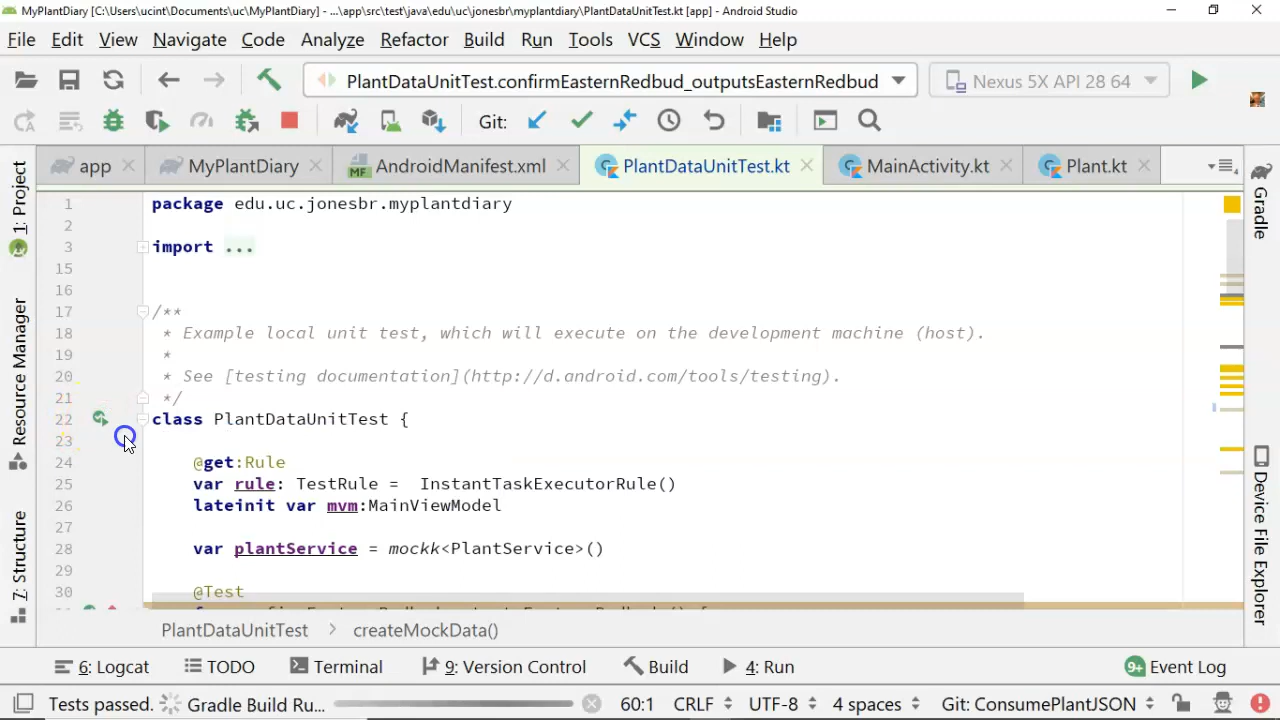 MyPlantDiary [C:\Users\ucint\Documents\uc\MyPlantDiary] - ...\app\src\test\java\edu\uc\jonesbr\myplantdiary\PlantDataUnitTest.kt [app] - Android Studio
File Edit View Navigate Code Analyze Refactor Build Run Tools VCS Window Help
PlantDataUnitTest.confirmEasternRedbud_outputsEasternRedbud Nexus 5X API 28 64
Git:
app MyPlantDiary AndroidManifest.xml PlantDataUnitTest.kt MainActivity.kt Plant.kt
1: Project
Resource Manager
7: Structure
1 package edu.uc.jonesbr.myplantdiary
2
3 import ...
15
16
17 /**
18 * Example local unit test, which will execute on the development machine (host).
19 *
20 * See [testing documentation](http://d.android.com/tools/testing).
21 */
22 class PlantDataUnitTest {
23
24 @get:Rule
25 var rule: TestRule = InstantTaskExecutorRule()
26 lateinit var mvm:MainViewModel
27
28 var plantService = mockk<PlantService>()
29
30 @Test
Gradle
Device File Explorer
PlantDataUnitTest > createMockData()
6: Logcat TODO Terminal 9: Version Control Build 4: Run 9+ Event Log
Tests passed. Gradle Build Ru... 60:1 CRLF UTF-8 4 spaces Git: ConsumePlantJSON